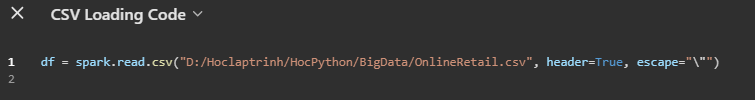 CSV Loading Code
1 df = spark.read.csv("D:/Hoclaptrinh/HocPython/BigData/OnlineRetail.csv", header=True, escape="\"")
2